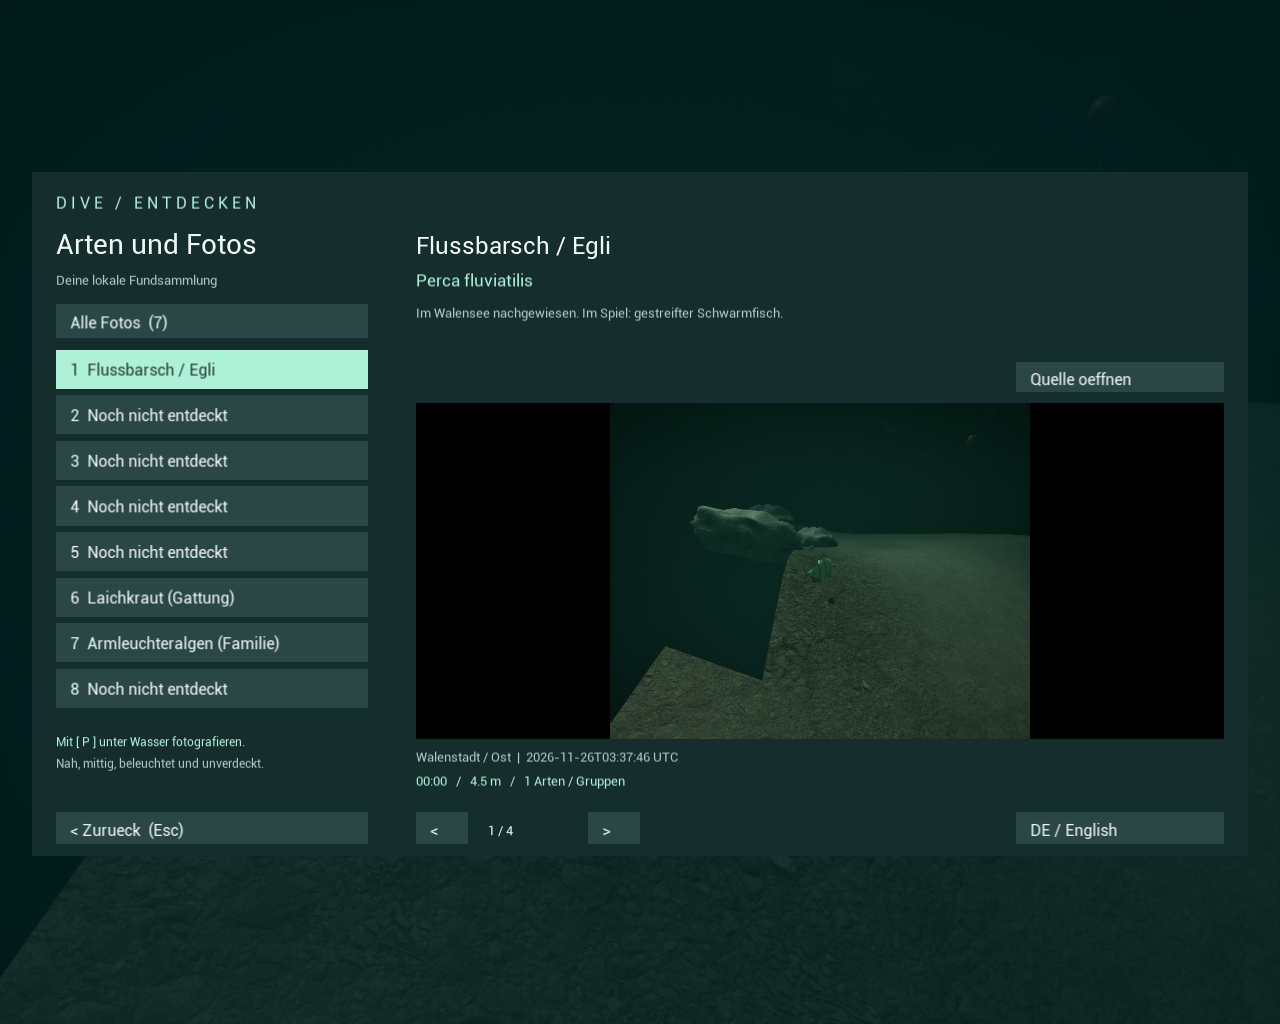 DIVE / ENTDECKEN
Arten und Fotos
Deine lokale Fundsammlung
Alle Fotos (7)
1 Flussbarsch / Egli
2 Noch nicht entdeckt
3 Noch nicht entdeckt
4 Noch nicht entdeckt
5 Noch nicht entdeckt
6 Laichkraut (Gattung)
7 Armleuchteralgen (Familie)
8 Noch nicht entdeckt
Mit [ P ] unter Wasser fotografieren.
Nah, mittig, beleuchtet und unverdeckt.
< Zurueck (Esc)
Flussbarsch / Egli
Perca fluviatilis
Im Walensee nachgewiesen. Im Spiel: gestreifter Schwarmfisch.
Quelle oeffnen
Walenstadt / Ost | 2026-11-26T03:37:46 UTC
00:00 / 4.5 m / 1 Arten / Gruppen
< 1 / 4 >
DE / English